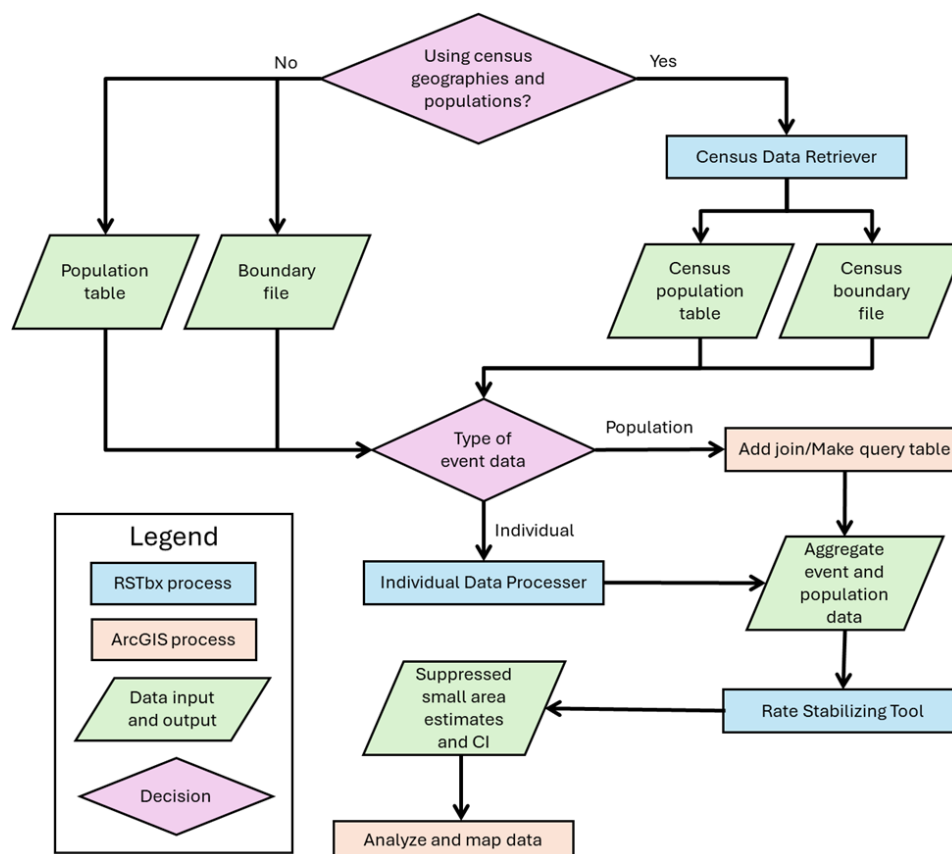 Using census
geographies and
populations?
No
Yes
Census Data Retriever
Population
table
Boundary
file
Census
population
table
Census
boundary
file
Type of
event data
Population
Add join/Make query table
Individual
Individual Data Processer
Aggregate
event and
population
data
Rate Stabilizing Tool
Suppressed
small area
estimates
and CI
Analyze and map data
Legend
RSTbx process
ArcGIS process
Data input
and output
Decision